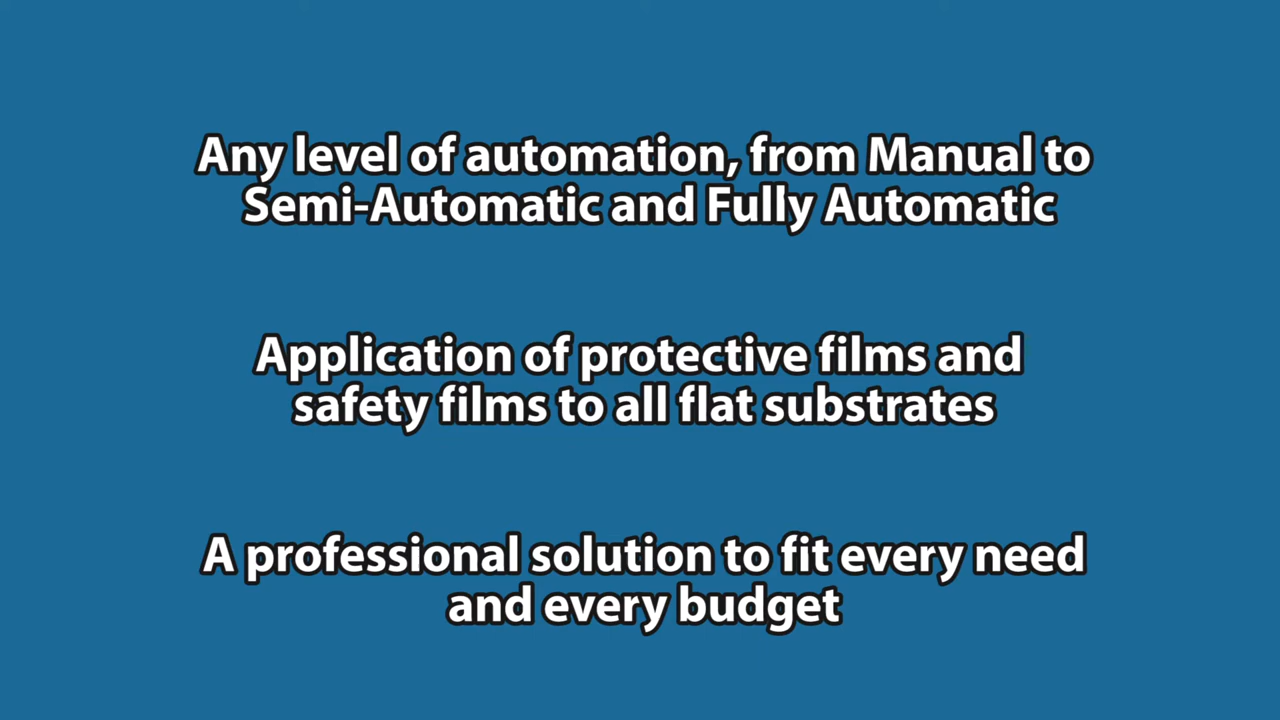 Any level of automation, from Manual to
Semi-Automatic and Fully Automatic
Application of protective films and
safety films to all flat substrates
A professional solution to fit every need
and every budget